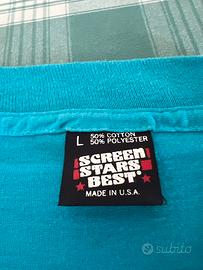 L 50% COTTON
50% POLYESTER
SCREEN
STARS
BEST
MADE IN U.S.A.
subito